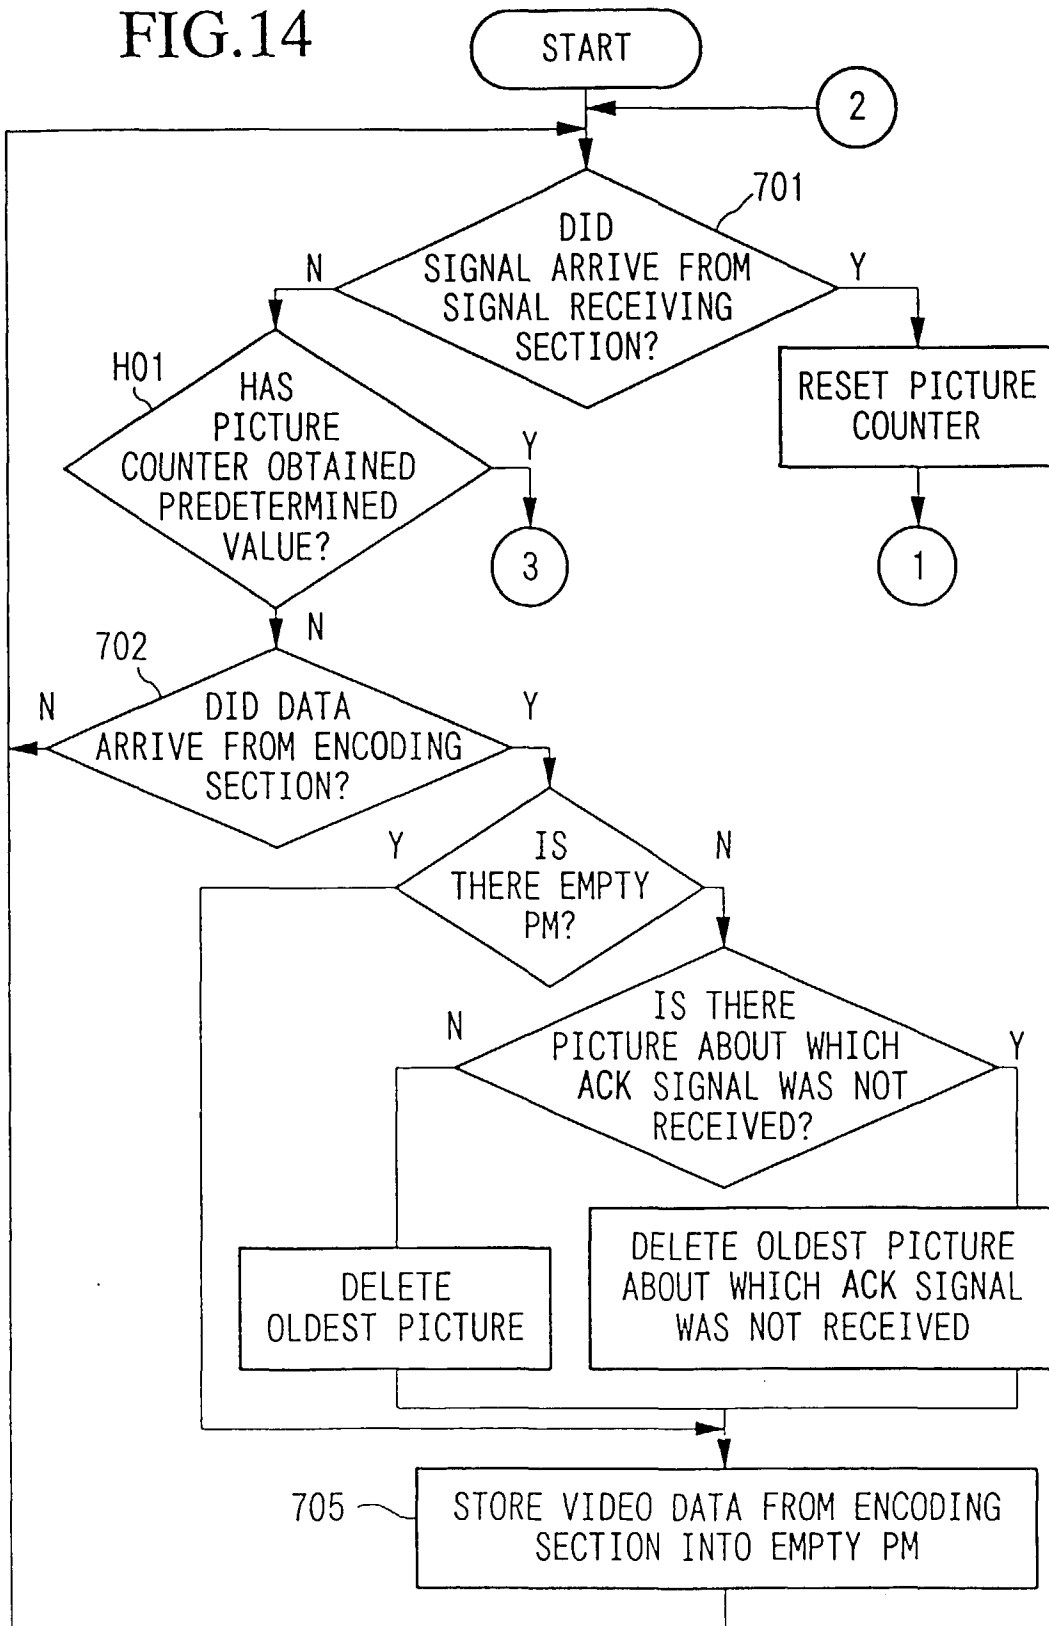 FIG.14
START
2
701
DID
SIGNAL ARRIVE FROM
SIGNAL RECEIVING
SECTION?
N
Y
H01
HAS
PICTURE
COUNTER OBTAINED
PREDETERMINED
VALUE?
Y
N
RESET PICTURE
COUNTER
3
1
702
DID DATA
ARRIVE FROM ENCODING
SECTION?
N
Y
IS
THERE EMPTY
PM?
Y
N
IS THERE
PICTURE ABOUT WHICH
ACK SIGNAL WAS NOT
RECEIVED?
N
Y
DELETE
OLDEST PICTURE
DELETE OLDEST PICTURE
ABOUT WHICH ACK SIGNAL
WAS NOT RECEIVED
705
STORE VIDEO DATA FROM ENCODING
SECTION INTO EMPTY PM